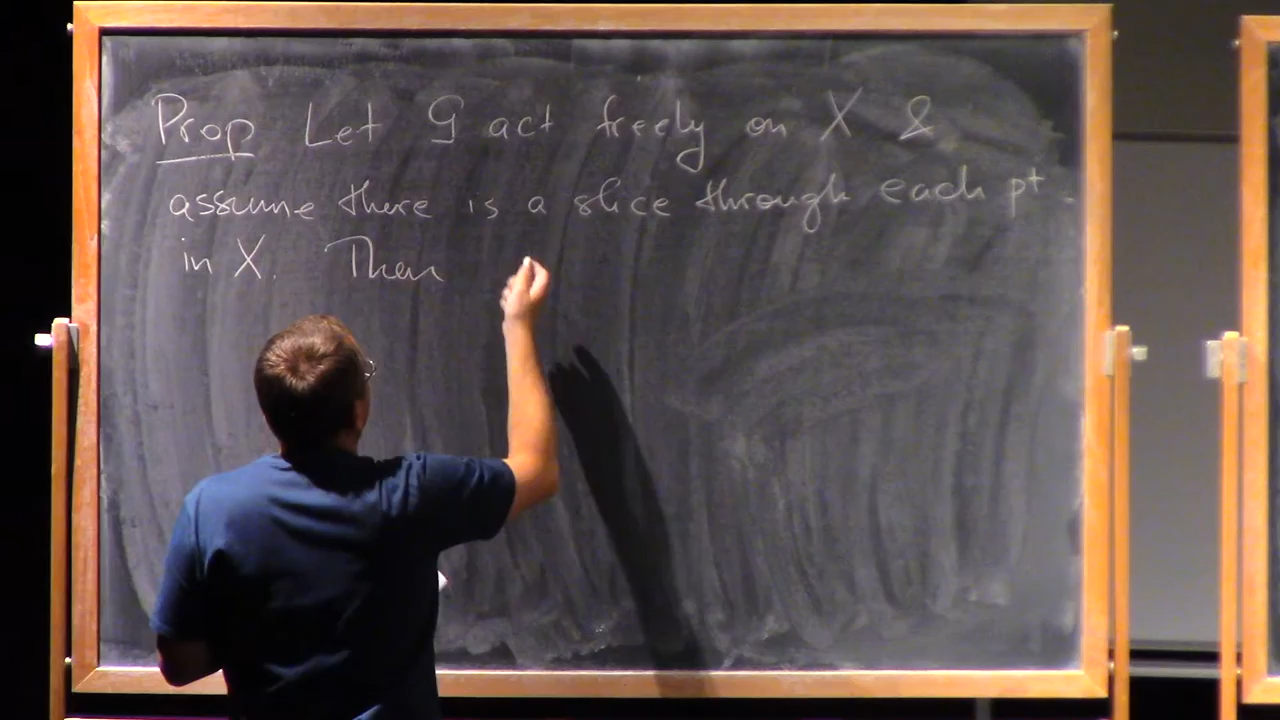 Prop Let G act freely on X &
assume there is a slice through each pt
in X. Then